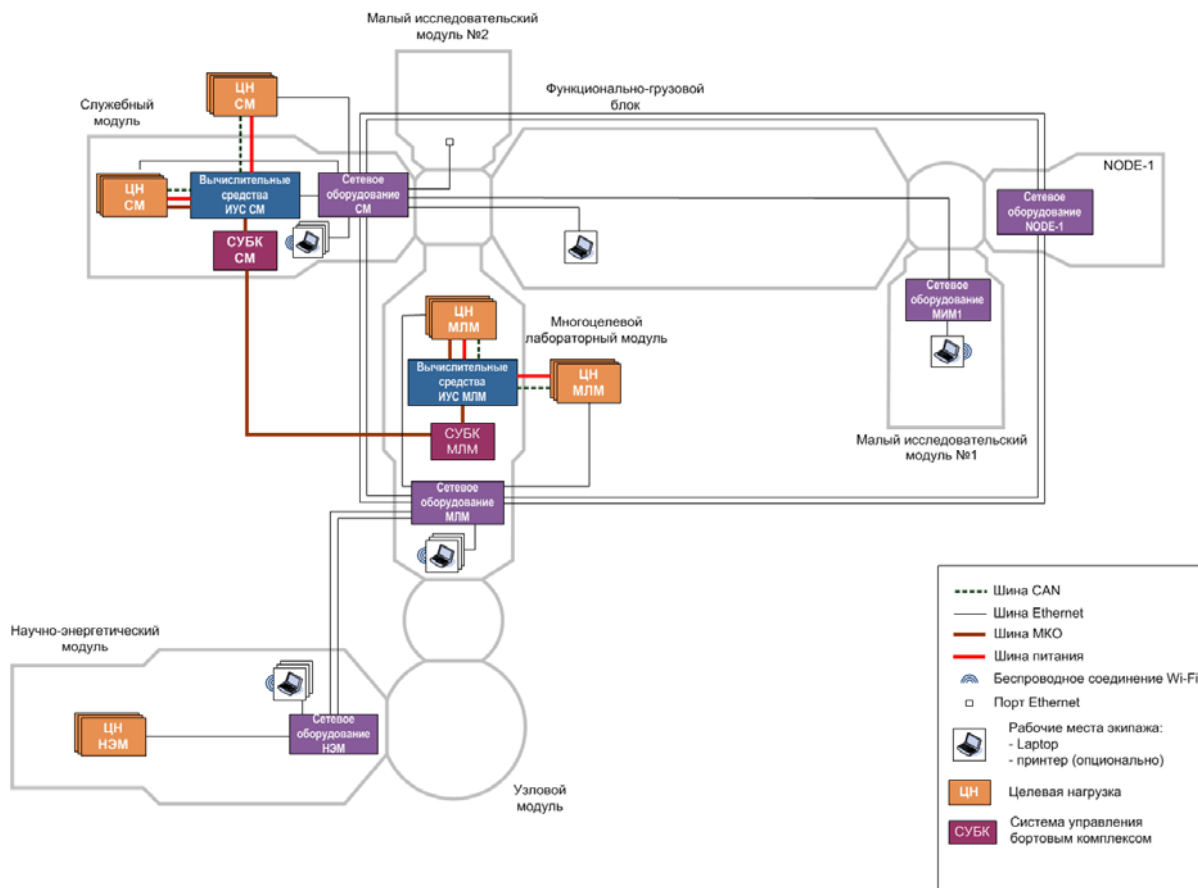 Малый исследовательский
модуль №2
Функционально-грузовой
блок
Служебный
модуль
ЦН
СМ
NODE-1
ЦН
СМ
Вычислительные
средства
ИУС СМ
Сетевое
оборудование
СМ
Сетевое
оборудование
NODE-1
СУБК
СМ
Сетевое
оборудование
МИМ1
ЦН
МЛМ
Многоцелевой
лабораторный модуль
Вычислительные
средства
ИУС МЛМ
ЦН
МЛМ
СУБК
МЛМ
Малый исследовательский
модуль №1
Сетевое
оборудование
МЛМ
Научно-энергетический
модуль
ЦН
НЭМ
Сетевое
оборудование
НЭМ
Узловой
модуль
Шина CAN
Шина Ethernet
Шина МКО
Шина питания
Беспроводное соединение Wi-Fi
Порт Ethernet
Рабочие места экипажа:
- Laptop
- принтер (опционально)
ЦН
Целевая нагрузка
СУБК
Система управления
бортовым комплексом